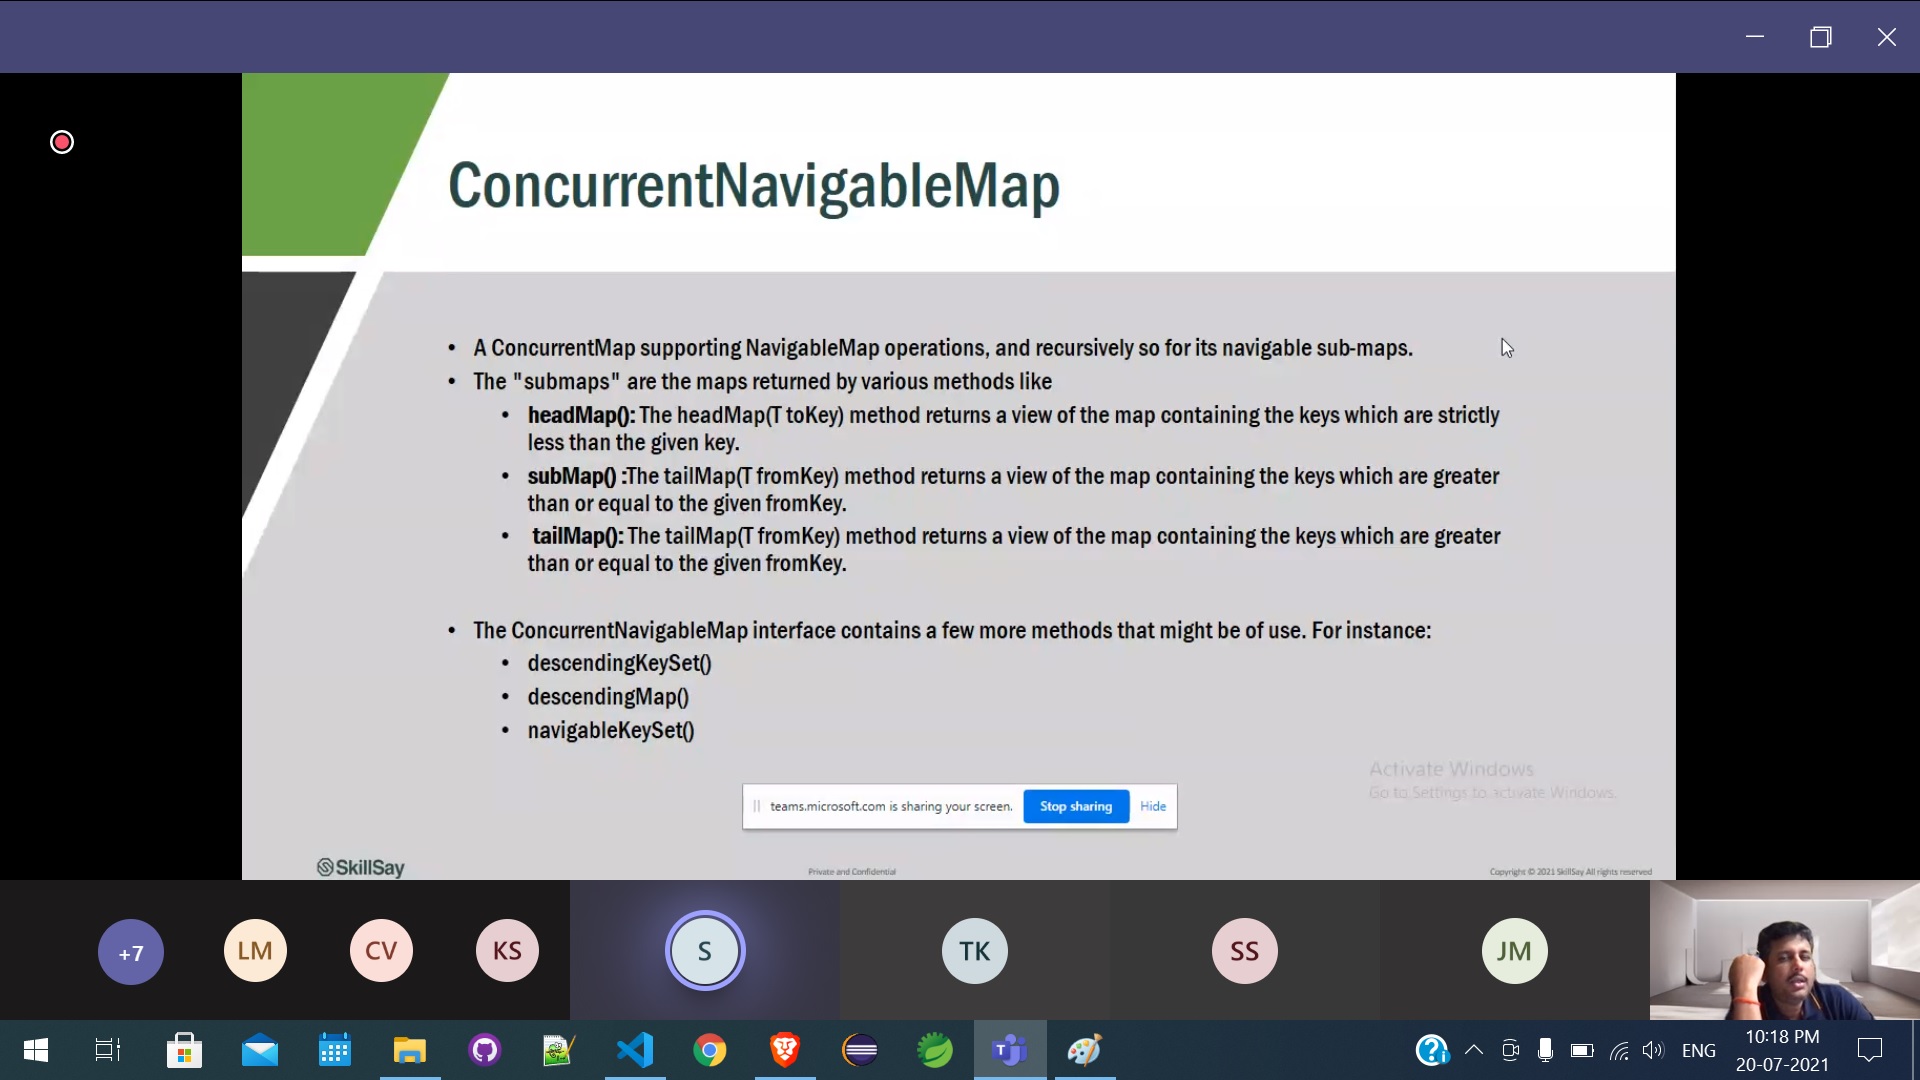 ConcurrentNavigableMap
• A ConcurrentMap supporting NavigableMap operations, and recursively so for its navigable sub-maps.
• The "submaps" are the maps returned by various methods like
• headMap(): The headMap(T toKey) method returns a view of the map containing the keys which are strictly
less than the given key.
• subMap() :The tailMap(T fromKey) method returns a view of the map containing the keys which are greater
than or equal to the given fromKey.
• tailMap(): The tailMap(T fromKey) method returns a view of the map containing the keys which are greater
than or equal to the given fromKey.
• The ConcurrentNavigableMap interface contains a few more methods that might be of use. For instance:
• descendingKeySet()
• descendingMap()
• navigableKeySet()
Activate Windows
Go to Settings to activate Windows.
teams.microsoft.com is sharing your screen. Stop sharing Hide
SkillSay
Private and Confidential
Copyright © 2021 SkillSay All rights reserved
+7 LM CV KS S TK SS JM
ENG
10:18 PM
20-07-2021